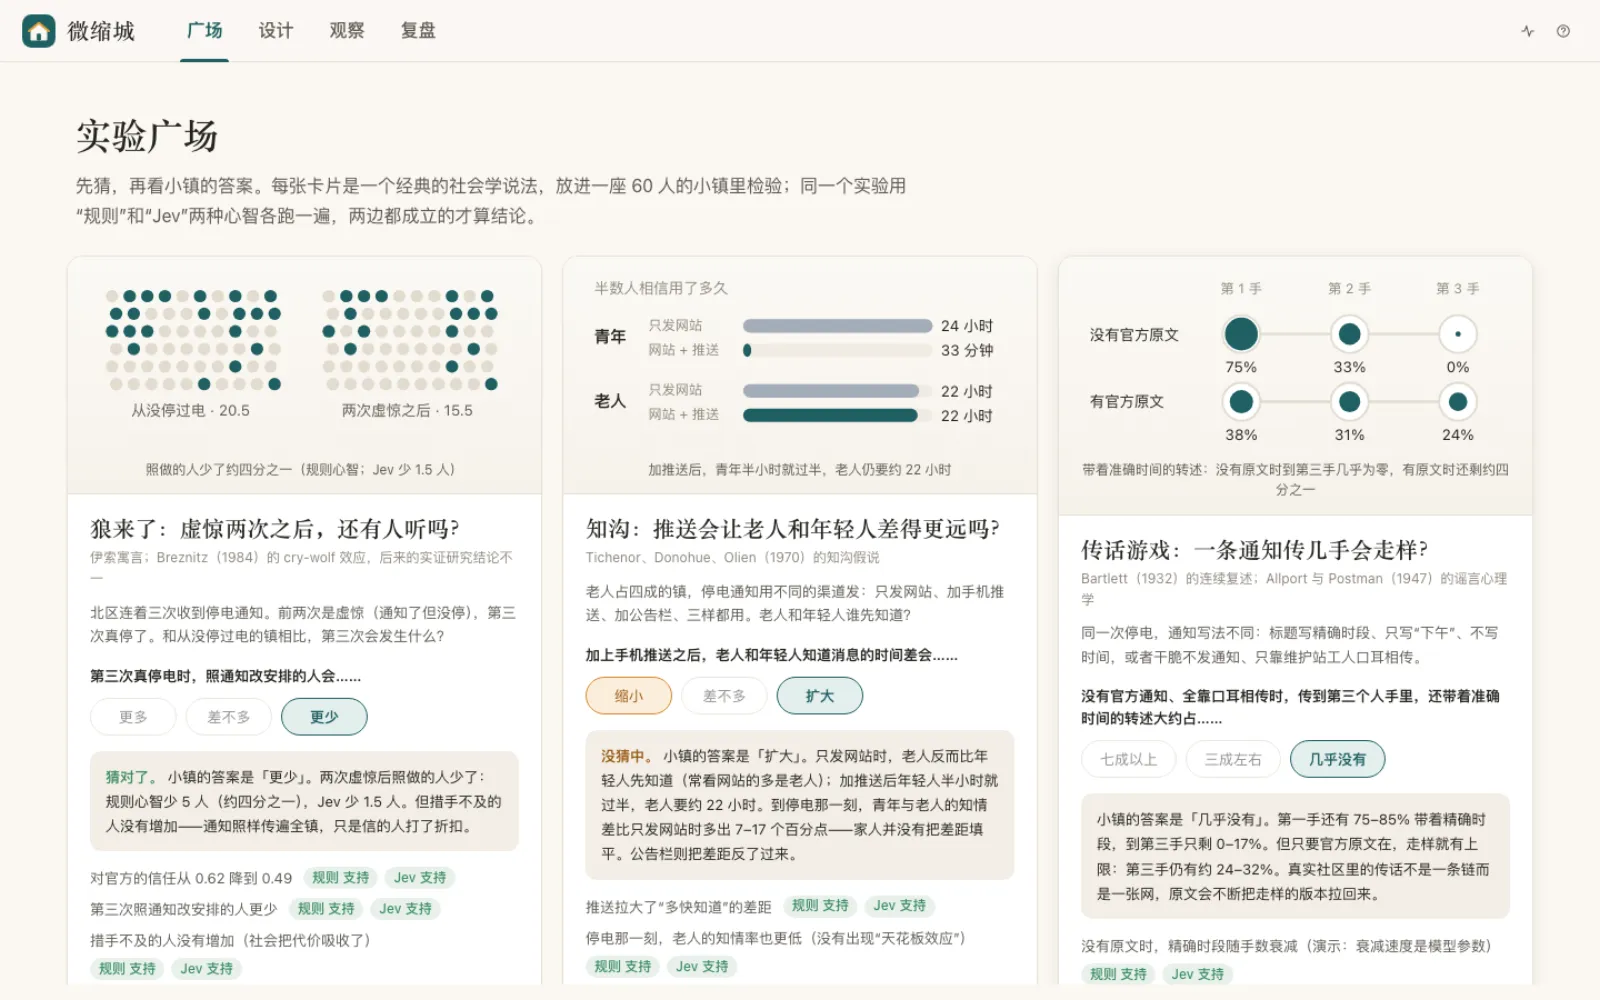 微缩城
广场
设计
观察
复盘
实验广场
先猜，再看小镇的答案。每张卡片是一个经典的社会学说法，放进一座 60 人的小镇里检验；同一个实验用
“规则”和“Jev”两种心智各跑一遍，两边都成立的才算结论。
从没停过电 · 20.5
两次虚惊之后 · 15.5
照做的人少了约四分之一（规则心智；Jev 少 1.5 人）
狼来了：虚惊两次之后，还有人听吗？
伊索寓言；Breznitz（1984）的 cry-wolf 效应，后来的实证研究结论不
一
北区连着三次收到停电通知。前两次是虚惊（通知了但没停），第三
次真停了。和从没停过电的镇相比，第三次会发生什么？
第三次真停电时，照通知改安排的人会……
更多
差不多
更少
猜对了。 小镇的答案是「更少」。两次虚惊后照做的人少了：
规则心智少 5 人（约四分之一），Jev 少 1.5 人。但措手不及的
人没有增加——通知照样传遍全镇，只是信的人打了折扣。
对官方的信任从 0.62 降到 0.49 规则 支持 Jev 支持
第三次照通知改安排的人更少 规则 支持 Jev 支持
措手不及的人没有增加（社会把代价吸收了）
规则 支持 Jev 支持
半数人相信用了多久
青年
只发网站
24 小时
网站 + 推送
33 分钟
老人
只发网站
22 小时
网站 + 推送
22 小时
加推送后，青年半小时就过半，老人仍要约 22 小时
知沟：推送会让老人和年轻人差得更远吗？
Tichenor、Donohue、Olien（1970）的知沟假说
老人占四成的镇，停电通知用不同的渠道发：只发网站、加手机推
送、加公告栏、三样都用。老人和年轻人谁先知道？
加上手机推送之后，老人和年轻人知道消息的时间差会……
缩小
差不多
扩大
没猜中。 小镇的答案是「扩大」。只发网站时，老人反而比年
轻人先知道（常看网站的多是老人）；加推送后年轻人半小时就
过半，老人要约 22 小时。到停电那一刻，青年与老人的知情
差比只发网站时多出 7–17 个百分点——家人并没有把差距填
平。公告栏则把差距反了过来。
推送拉大了“多快知道”的差距 规则 支持 Jev 支持
停电那一刻，老人的知情率也更低（没有出现“天花板效应”）
规则 支持 Jev 支持
第 1 手
第 2 手
第 3 手
没有官方原文
75%
33%
0%
有官方原文
38%
31%
24%
带着准确时间的转述：没有原文时到第三手几乎为零，有原文时还剩约四
分之一
传话游戏：一条通知传几手会走样？
Bartlett（1932）的连续复述；Allport 与 Postman（1947）的谣言心理
学
同一次停电，通知写法不同：标题写精确时段、只写“下午”、不写
时间，或者干脆不发通知、只靠维护站工人口耳相传。
没有官方通知、全靠口耳相传时，传到第三个人手里，还带着准确
时间的转述大约占……
七成以上
三成左右
几乎没有
小镇的答案是「几乎没有」。第一手还有 75–85% 带着精确时
段，到第三手只剩 0–17%。但只要官方原文在，走样就有上
限：第三手仍有约 24–32%。真实社区里的传话不是一条链而
是一张网，原文会不断把走样的版本拉回来。
没有原文时，精确时段随手数衰减（演示：衰减速度是模型参数）
规则 支持 Jev 支持